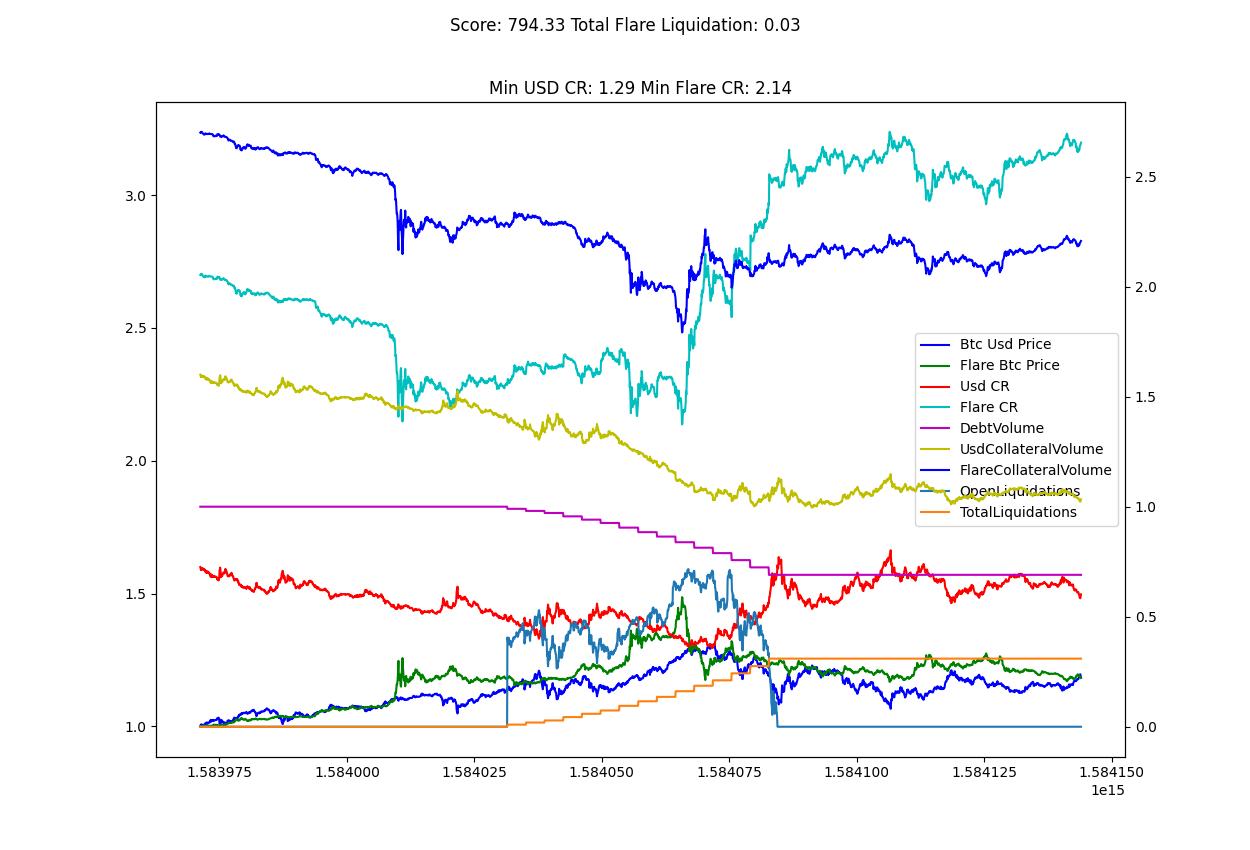 Score: 794.33 Total Flare Liquidation: 0.03
Min USD CR: 1.29 Min Flare CR: 2.14
3.0
2.5
2.0
1.5
1.0
2.5
2.0
1.5
1.0
0.5
0.0
Btc Usd Price
Flare Btc Price
Usd CR
Flare CR
DebtVolume
UsdCollateralVolume
FlareCollateralVolume
OpenLiquidations
TotalLiquidations
1.583975 1.584000 1.584025 1.584050 1.584075 1.584100 1.584125 1.584150
1e15